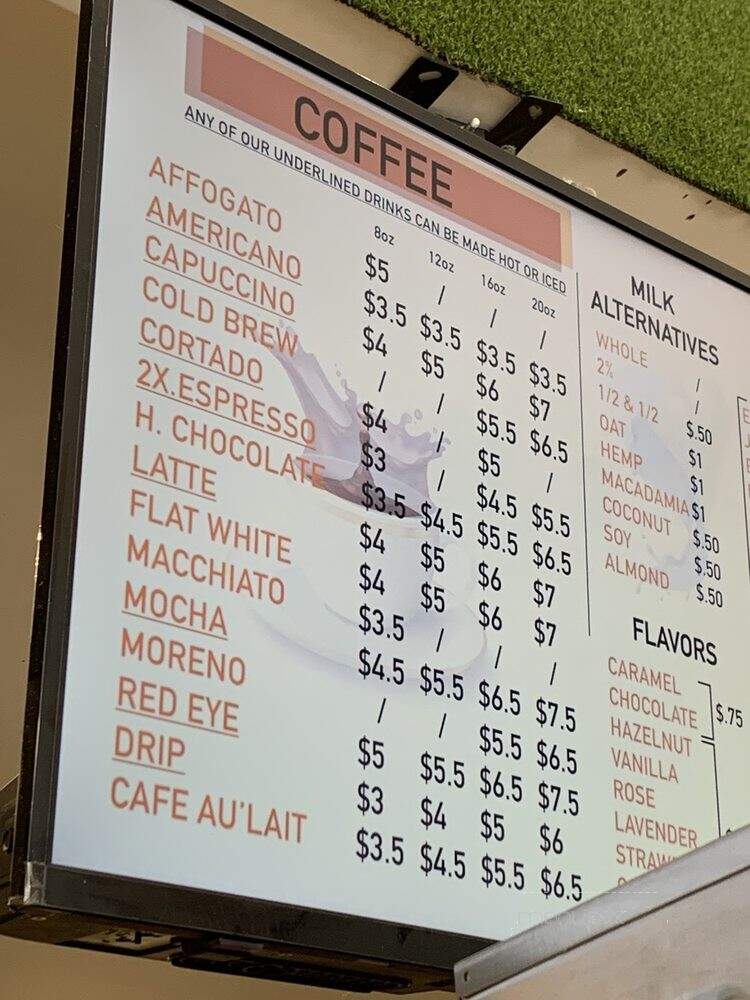 COFFEE
ANY OF OUR UNDERLINED DRINKS CAN BE MADE HOT OR ICED
8oz 12oz 16oz 20oz
AFFOGATO $5 / / /
AMERICANO $3.5 $3.5 $3.5 $3.5
CAPUCCINO $4 $5 $6 $7
COLD BREW / / $5.5 $6.5
CORTADO $4 / $5 /
2X.ESPRESSO $3 / $4.5 $5.5
H. CHOCOLATE $3.5 $4.5 $5.5 $6.5
LATTE $4 $5 $6 $7
FLAT WHITE $4 $5 $6 $7
MACCHIATO $3.5 / / /
MOCHA $4.5 $5.5 $6.5 $7.5
MORENO / / $5.5 $6.5
RED EYE $5 $5.5 $6.5 $7.5
DRIP $3 $4 $5 $6
CAFE AU'LAIT $3.5 $4.5 $5.5 $6.5
MILK
ALTERNATIVES
WHOLE /
2% /
1/2 & 1/2 $.50
OAT $1
HEMP $1
MACADAMIA $1
COCONUT $.50
SOY $.50
ALMOND $.50
FLAVORS
CARAMEL
CHOCOLATE $.75
HAZELNUT
VANILLA
ROSE
LAVENDER
STRAW